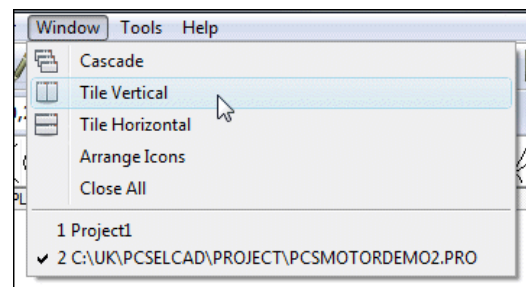 Window Tools Help
Cascade
Tile Vertical
Tile Horizontal
Arrange Icons
Close All
1 Project1
2 C:\UK\PCSELCAD\PROJECT\PCSMOTORDEMO2.PRO